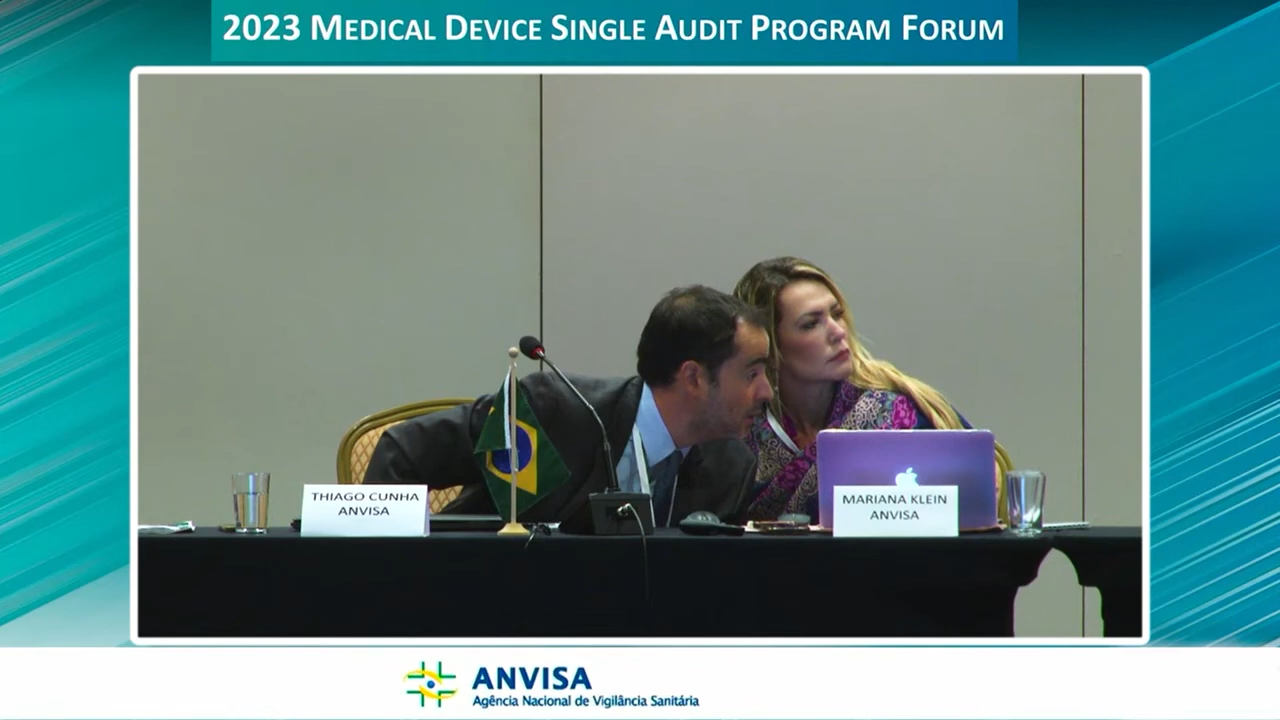 2023 MEDICAL DEVICE SINGLE AUDIT PROGRAM FORUM
THIAGO CUNHA
ANVISA
MARIANA KLEIN
ANVISA
ANVISA
Agência Nacional de Vigilância Sanitária